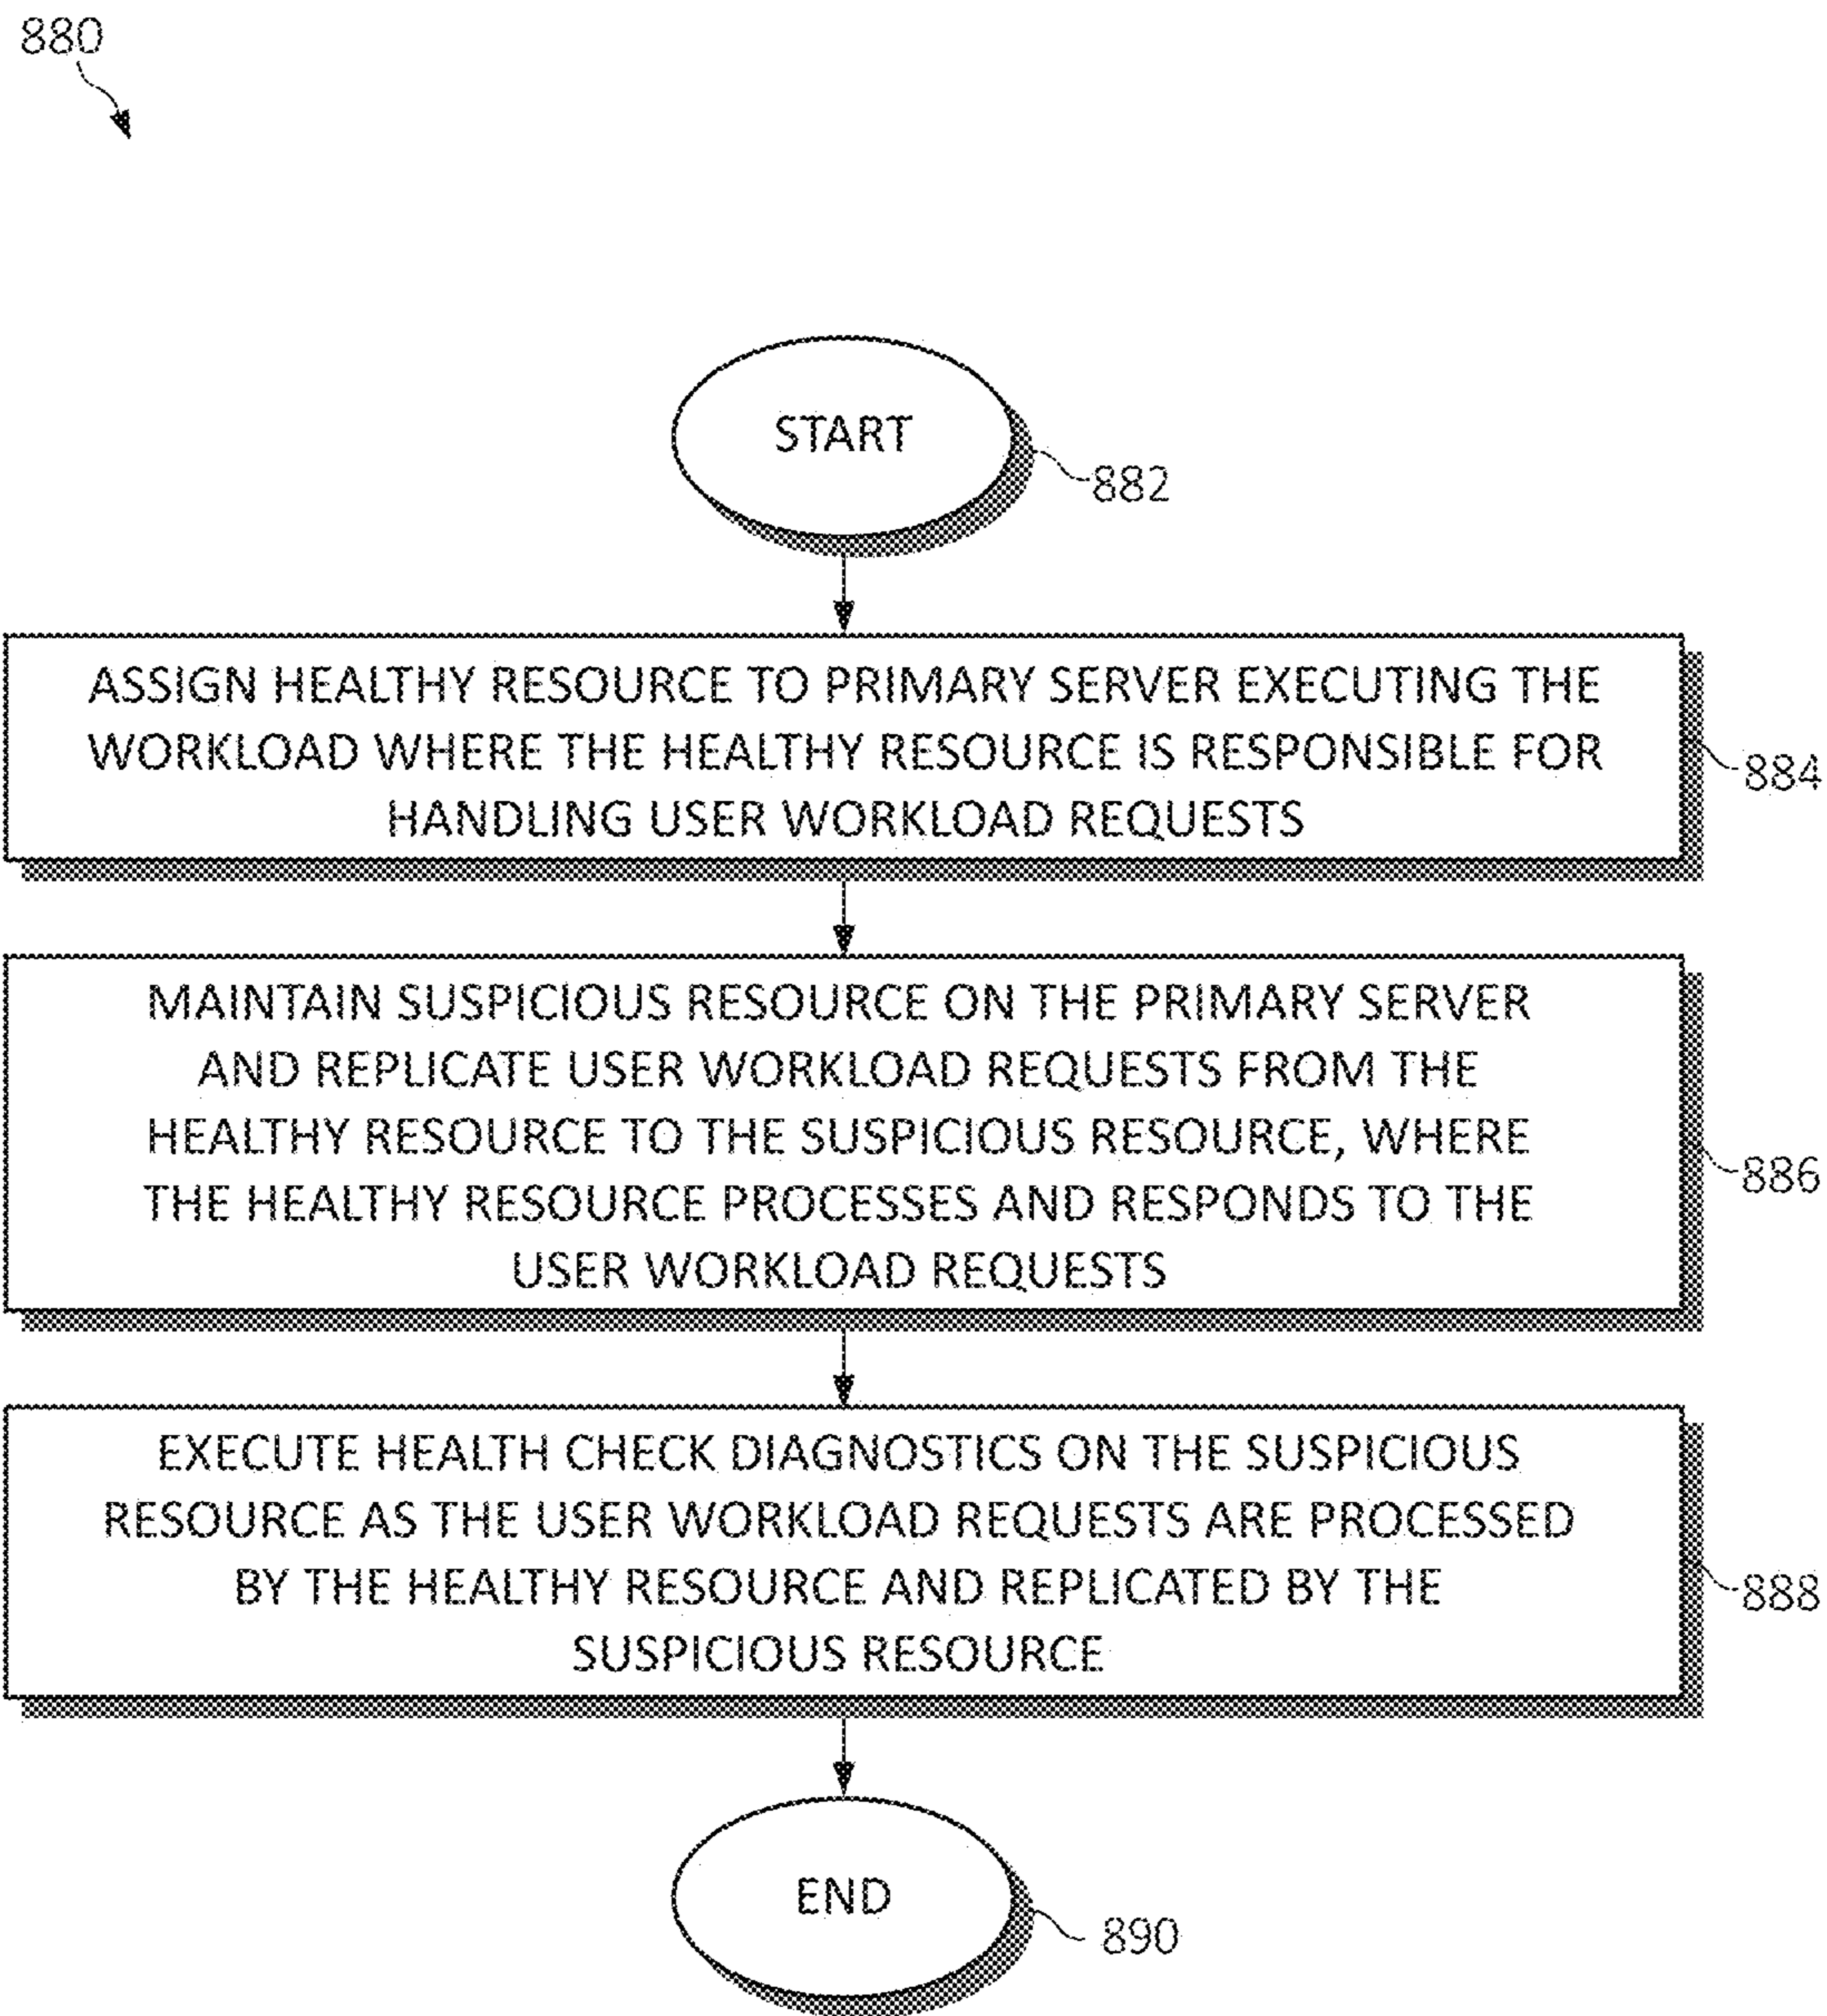 880
START
882
ASSIGN HEALTHY RESOURCE TO PRIMARY SERVER EXECUTING THE
WORKLOAD WHERE THE HEALTHY RESOURCE IS RESPONSIBLE FOR
HANDLING USER WORKLOAD REQUESTS
884
MAINTAIN SUSPICIOUS RESOURCE ON THE PRIMARY SERVER
AND REPLICATE USER WORKLOAD REQUESTS FROM THE
HEALTHY RESOURCE TO THE SUSPICIOUS RESOURCE, WHERE
THE HEALTHY RESOURCE PROCESSES AND RESPONDS TO THE
USER WORKLOAD REQUESTS
886
EXECUTE HEALTH CHECK DIAGNOSTICS ON THE SUSPICIOUS
RESOURCE AS THE USER WORKLOAD REQUESTS ARE PROCESSED
BY THE HEALTHY RESOURCE AND REPLICATED BY THE
SUSPICIOUS RESOURCE
888
END
890